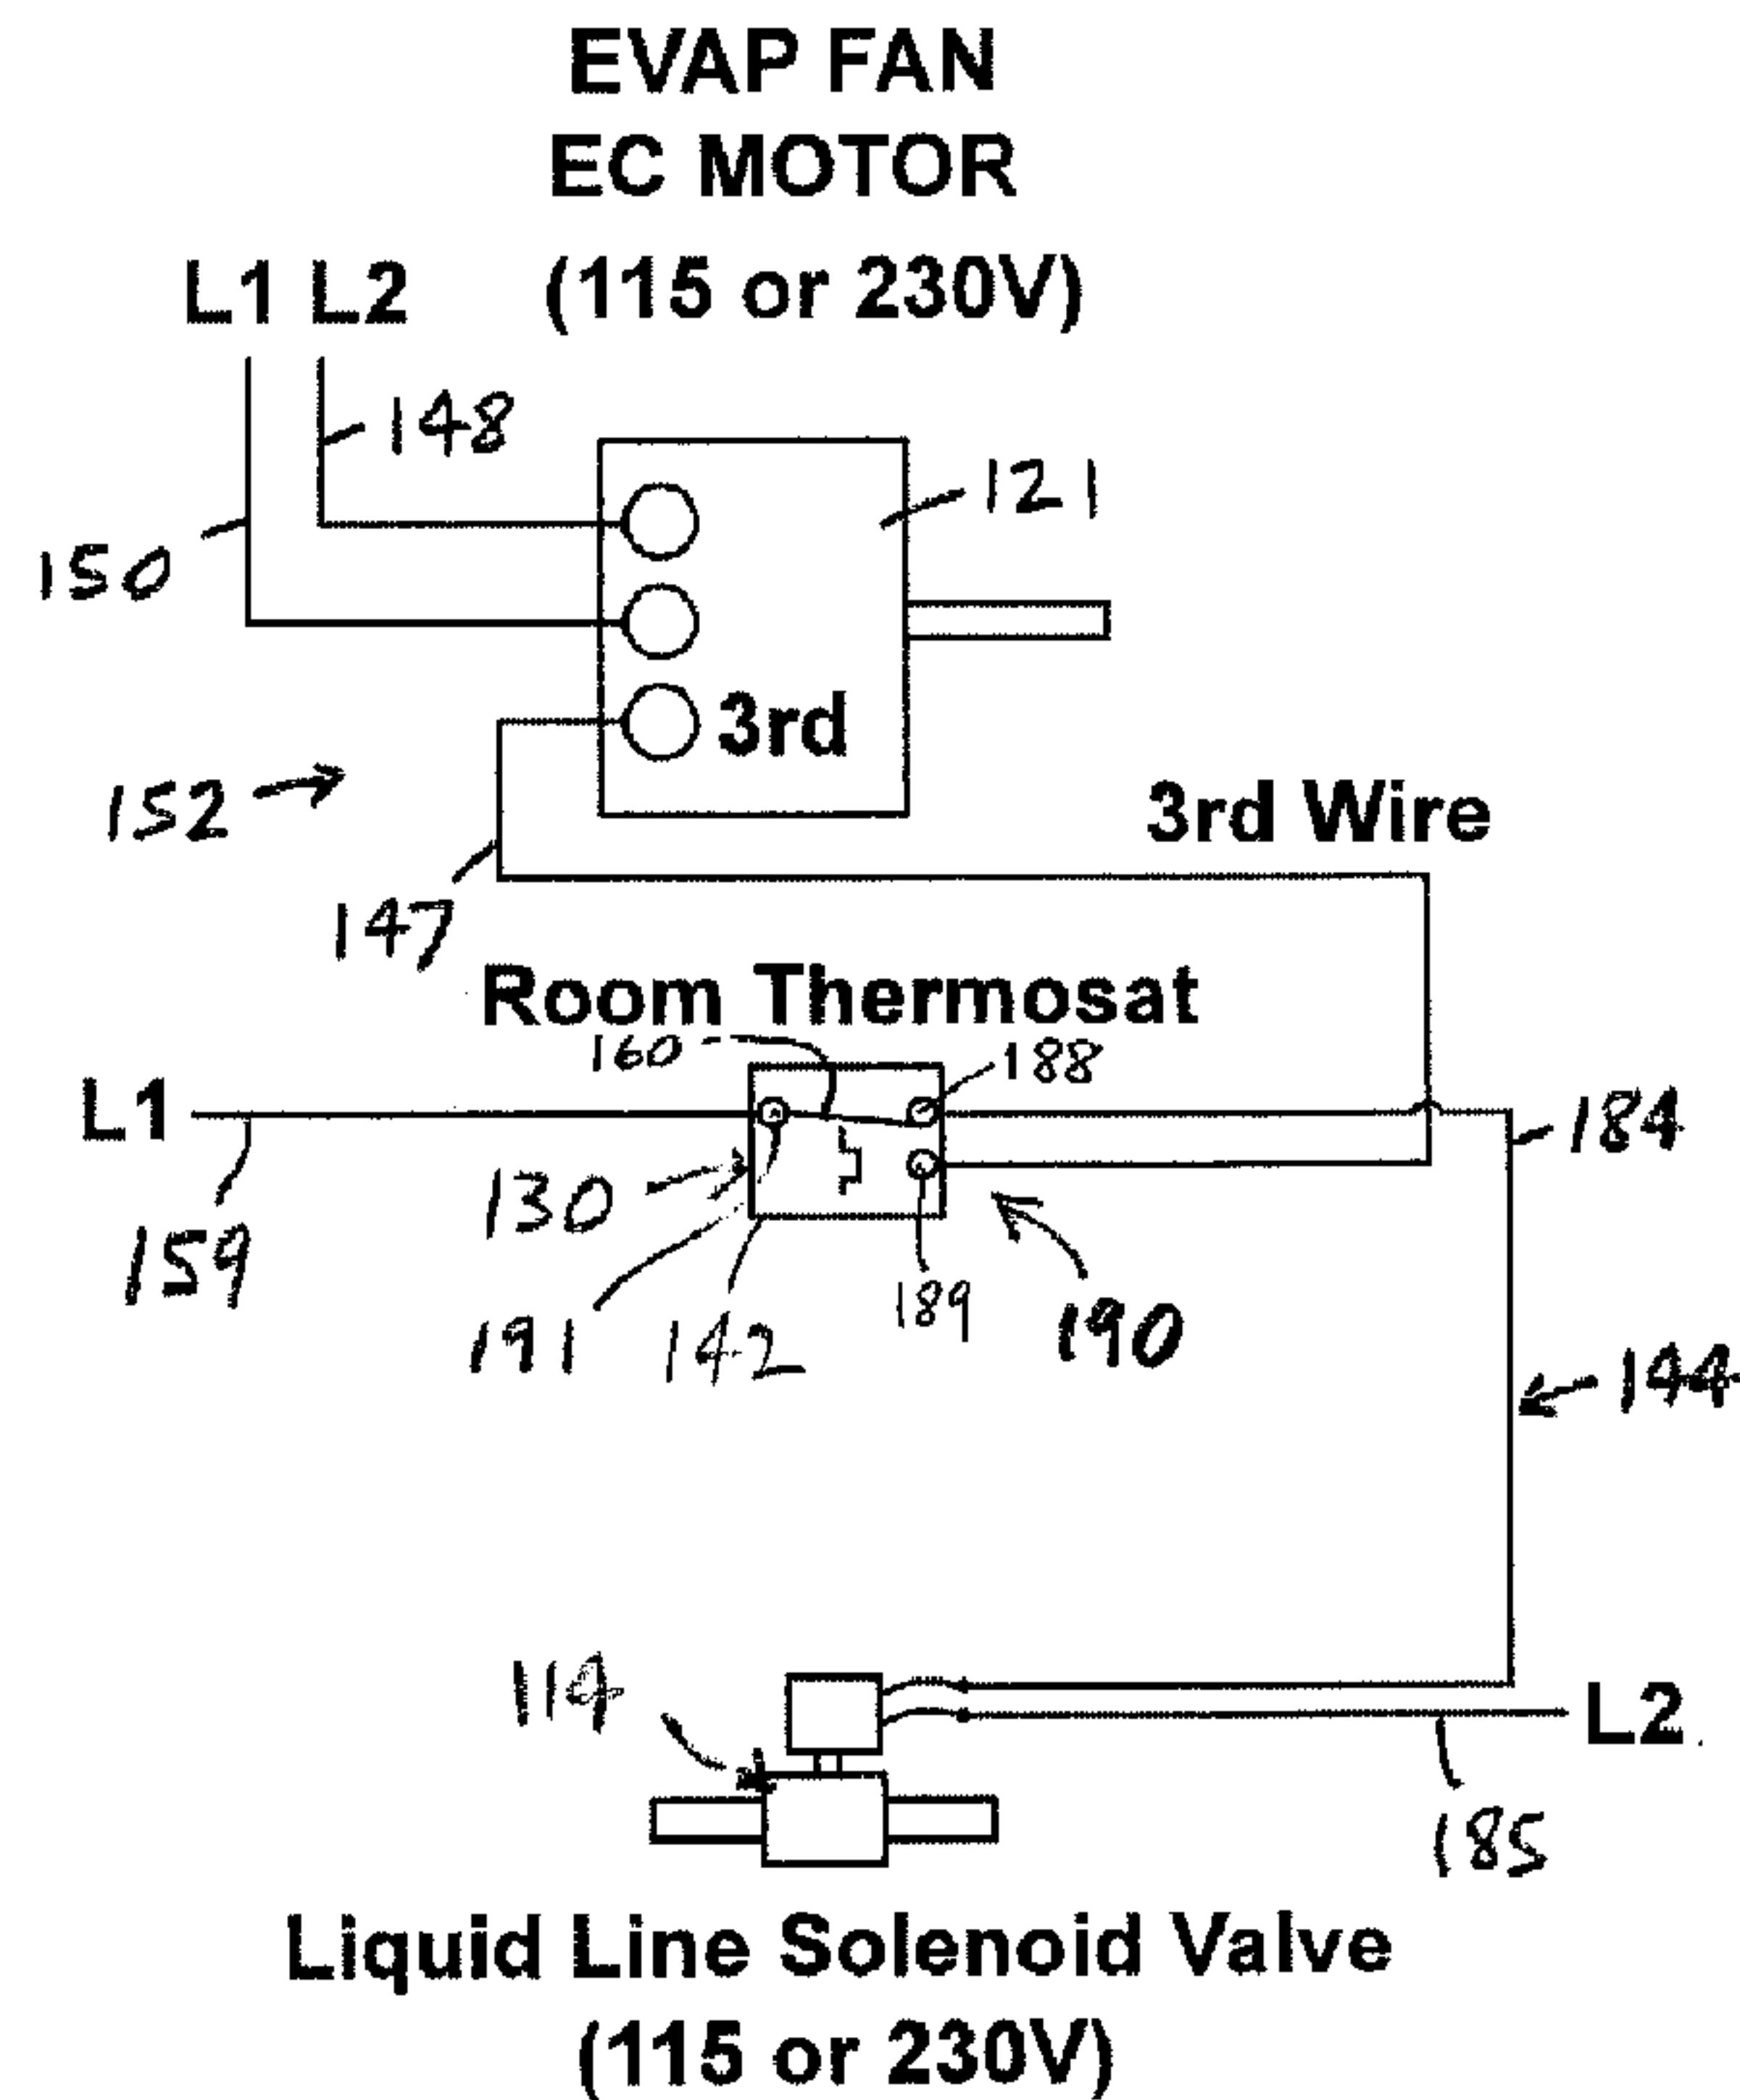 EVAP FAN
EC MOTOR
(115 or 230V)
L1 L2
148
121
150
3rd
152
3rd Wire
147
Room Thermosat
160
188
L1
184
130
159
189
190
191
142
144
114
L2
185
Liquid Line Solenoid Valve
(115 or 230V)